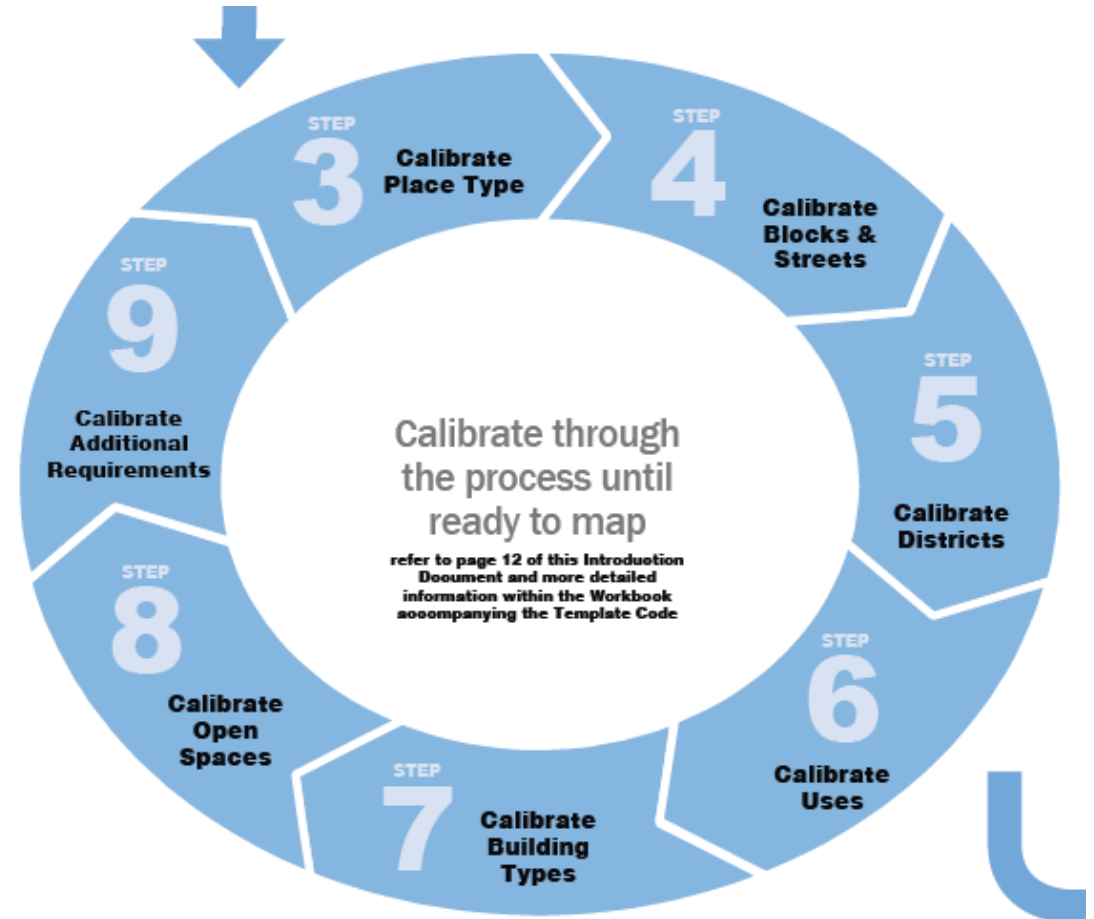 STEP
3
Calibrate
Place Type
STEP
4
Calibrate
Blocks &
Streets
STEP
5
Calibrate
Districts
STEP
6
Calibrate
Uses
STEP
7
Calibrate
Building
Types
STEP
8
Calibrate
Open
Spaces
STEP
9
Calibrate
Additional
Requirements
Calibrate through
the process until
ready to map
refer to page 12 of this Introduction
Document and more detailed
information within the Workbook
accompanying the Template Code